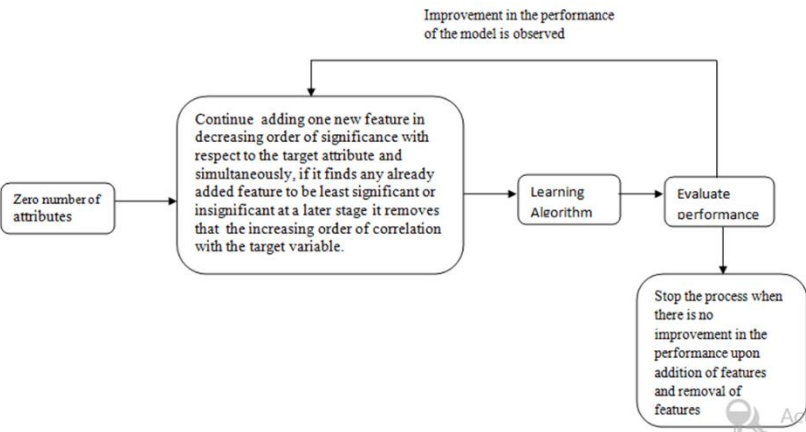 Improvement in the performance
of the model is observed
Continue adding one new feature in
decreasing order of significance with
respect to the target attribute and
simultaneously, if it finds any already
added feature to be least significant or
insignificant at a later stage it removes
that the increasing order of correlation
with the target variable.
Zero number of
attributes
Learning
Algorithm
Evaluate
performance
Stop the process when
there is no
improvement in the
performance upon
addition of features
and removal of
features